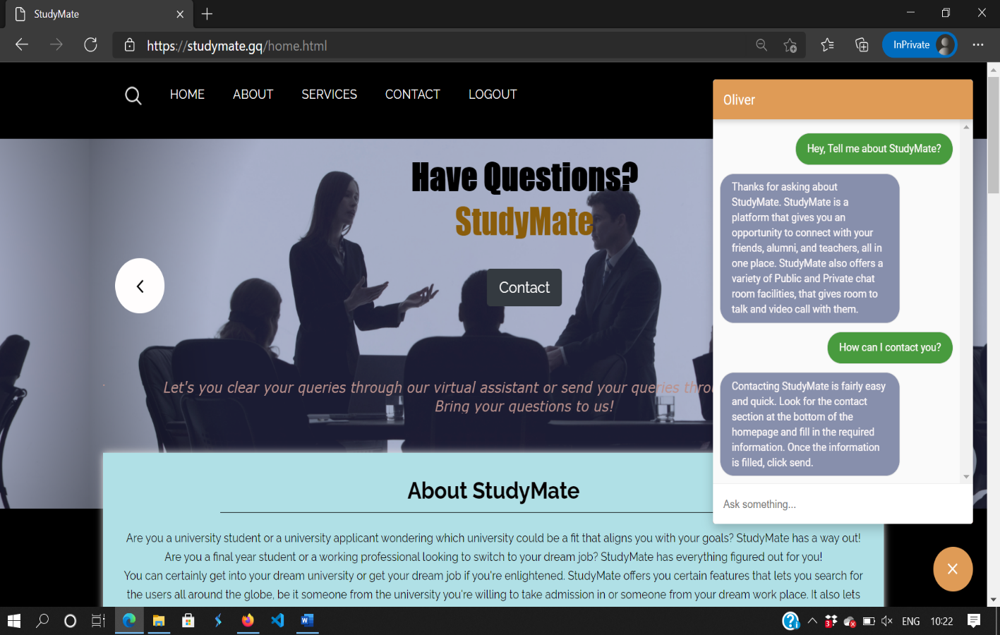 StudyMate
https://studymate.gq/home.html
InPrivate
HOME ABOUT SERVICES CONTACT LOGOUT
Have Questions?
StudyMate
Contact
Let's you clear your queries through our virtual assistant or send your queries thro
Bring your questions to us!
Oliver
Hey, Tell me about StudyMate?
Thanks for asking about
StudyMate. StudyMate is a
platform that gives you an
opportunity to connect with your
friends, alumni, and teachers, all in
one place. StudyMate also offers a
variety of Public and Private chat
room facilities, that gives room to
talk and video call with them.
How can I contact you?
Contacting StudyMate is fairly easy
and quick. Look for the contact
section at the bottom of the
homepage and fill in the required
information. Once the information
is filled, click send.
Ask something...
About StudyMate
Are you a university student or a university applicant wondering which university could be a fit that aligns you with your goals? StudyMate has a way out!
Are you a final year student or a working professional looking to switch to your dream job? StudyMate has everything figured out for you!
You can certainly get into your dream university or get your dream job if you're enlightened. StudyMate offers you certain features that lets you search for
the users all around the globe, be it someone from the university you're willing to take admission in or someone from your dream work place. It also lets
3
ENG
10:22